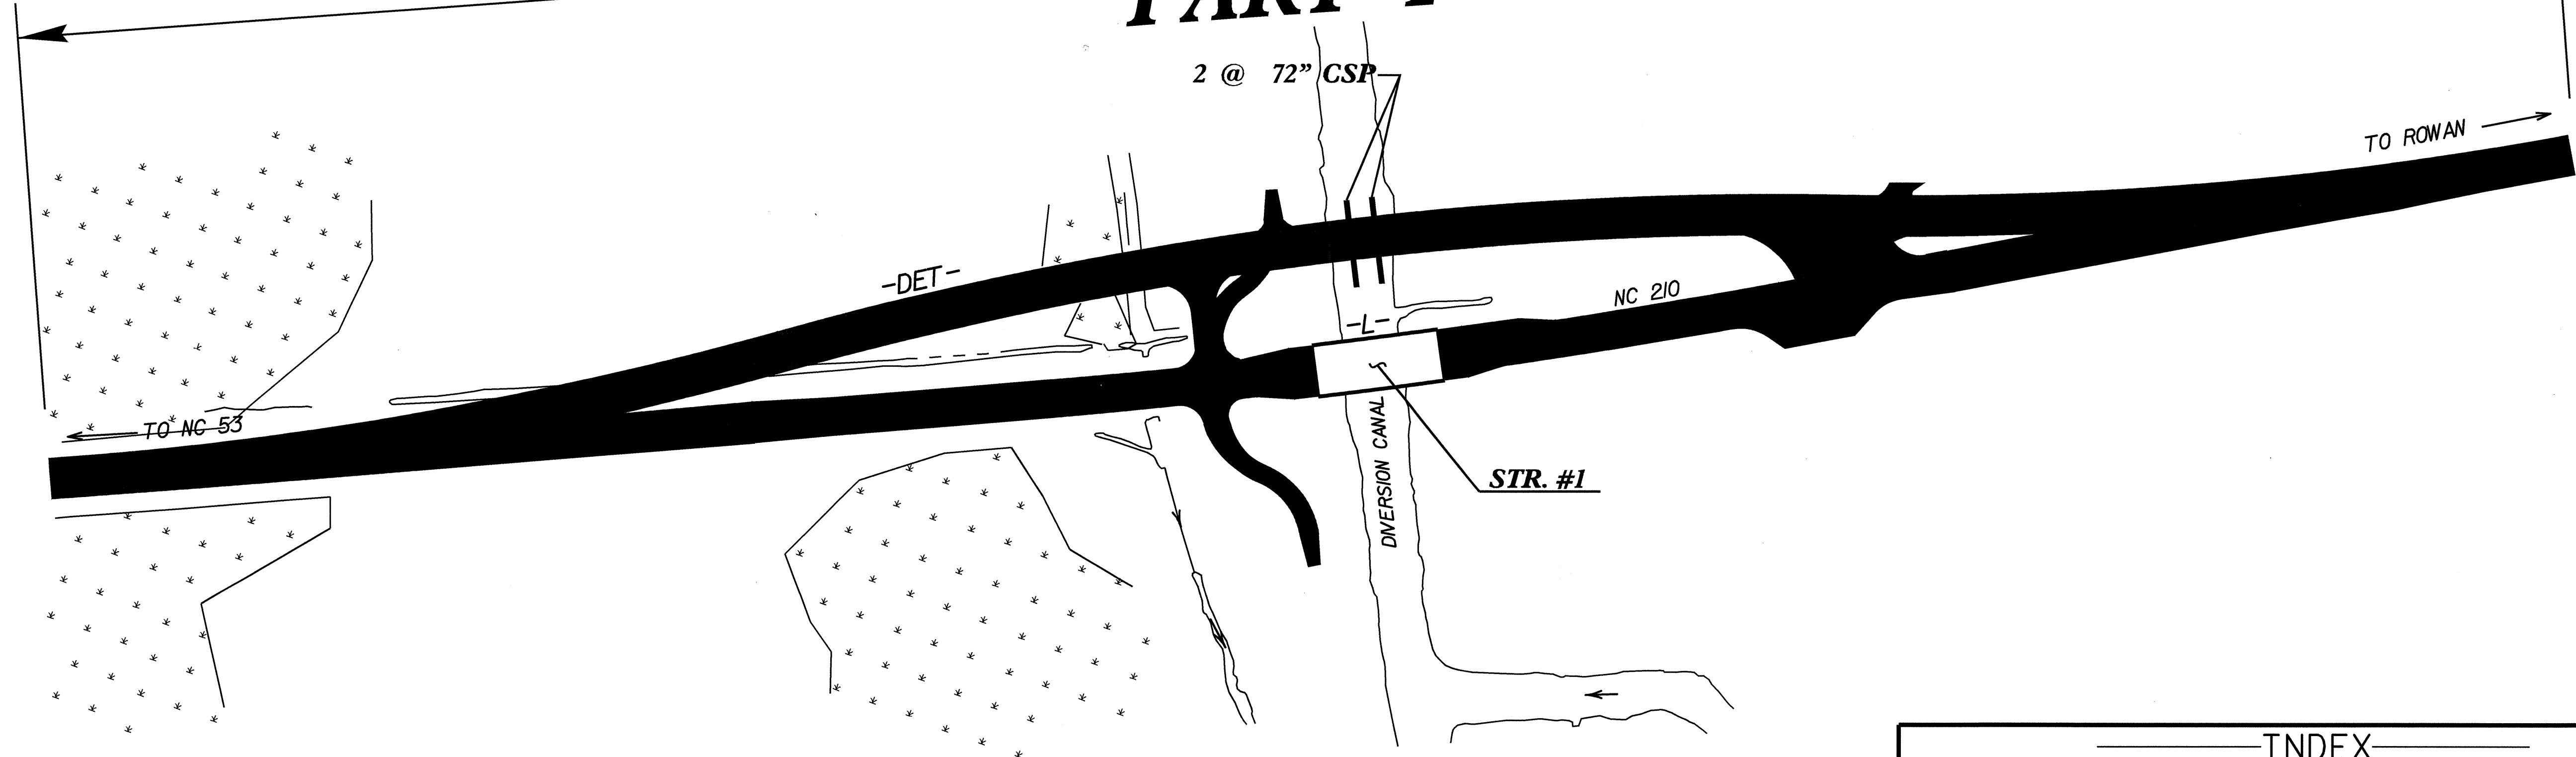 2 @ 72" CSP
TO ROWAN
-DET-
NC 210
-L-
TO NC 53
DIVERSION CANAL
STR. #1
INDEX